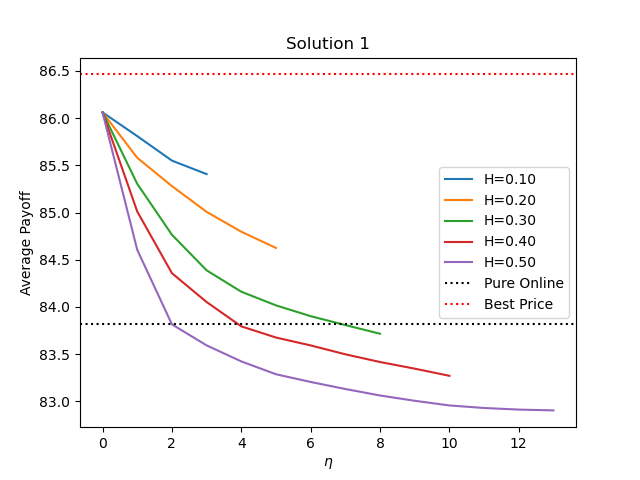 Solution 1
Average Payoff
86.5
86.0
85.5
85.0
84.5
84.0
83.5
83.0
H=0.10
H=0.20
H=0.30
H=0.40
H=0.50
Pure Online
Best Price
0 2 4 6 8 10 12
η